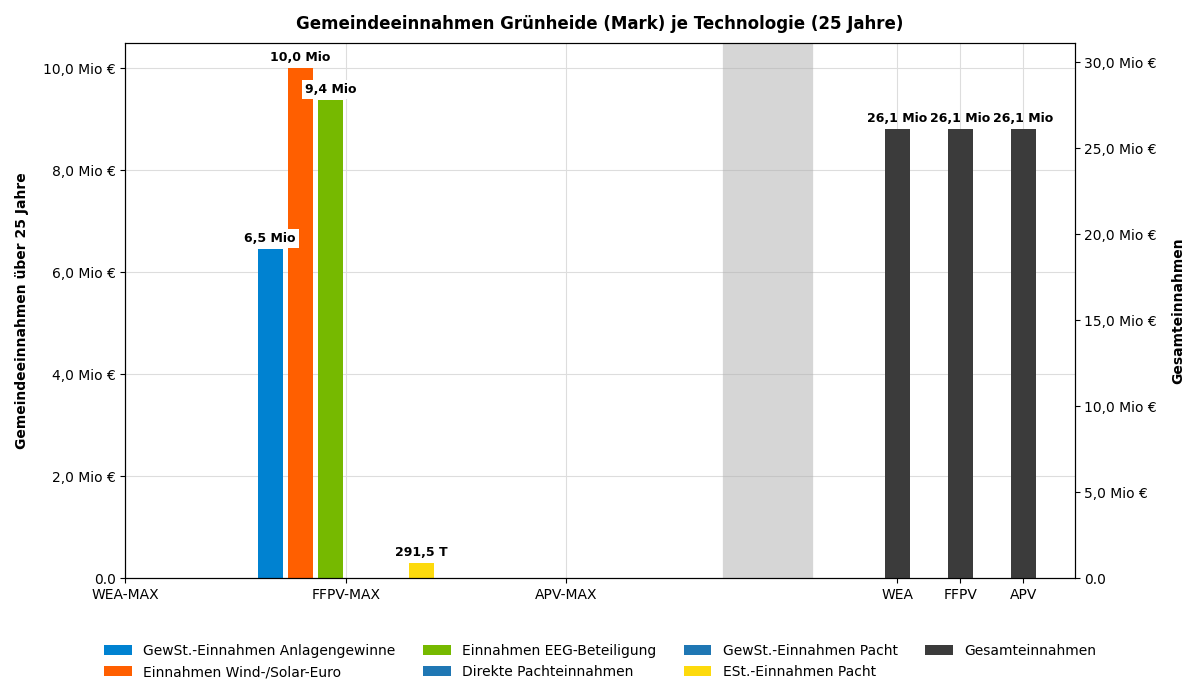 Gemeindeeinnahmen Grünheide (Mark) je Technologie (25 Jahre)
Gemeindeeinnahmen über 25 Jahre
10,0 Mio €
8,0 Mio €
6,0 Mio €
4,0 Mio €
2,0 Mio €
0.0
6,5 Mio
10,0 Mio
9,4 Mio
291,5 T
26,1 Mio 26,1 Mio 26,1 Mio
30,0 Mio €
25,0 Mio €
20,0 Mio €
15,0 Mio €
10,0 Mio €
5,0 Mio €
0.0
Gesamteinnahmen
WEA-MAX FFPV-MAX APV-MAX WEA FFPV APV
GewSt.-Einnahmen Anlagengewinne
Einnahmen Wind-/Solar-Euro
Einnahmen EEG-Beteiligung
Direkte Pachteinnahmen
GewSt.-Einnahmen Pacht
ESt.-Einnahmen Pacht
Gesamteinnahmen